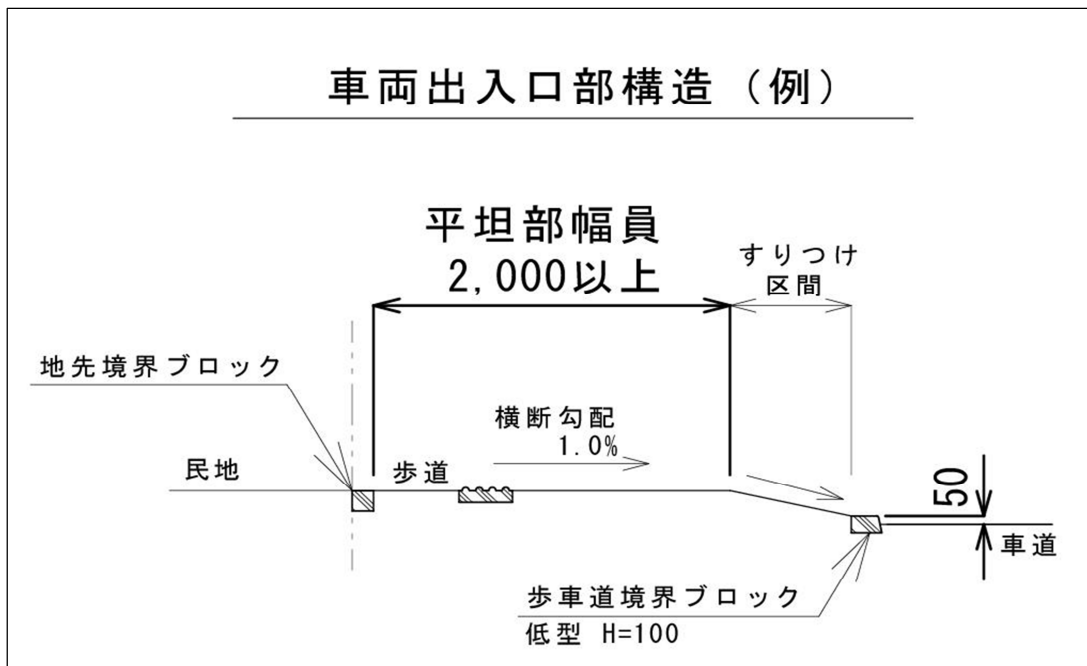 車両出入口部構造（例）
平坦部幅員
2,000以上
すりつけ
区間
地先境界ブロック
横断勾配
1.0%
民地
歩道
50
車道
歩車道境界ブロック
低型 H=100